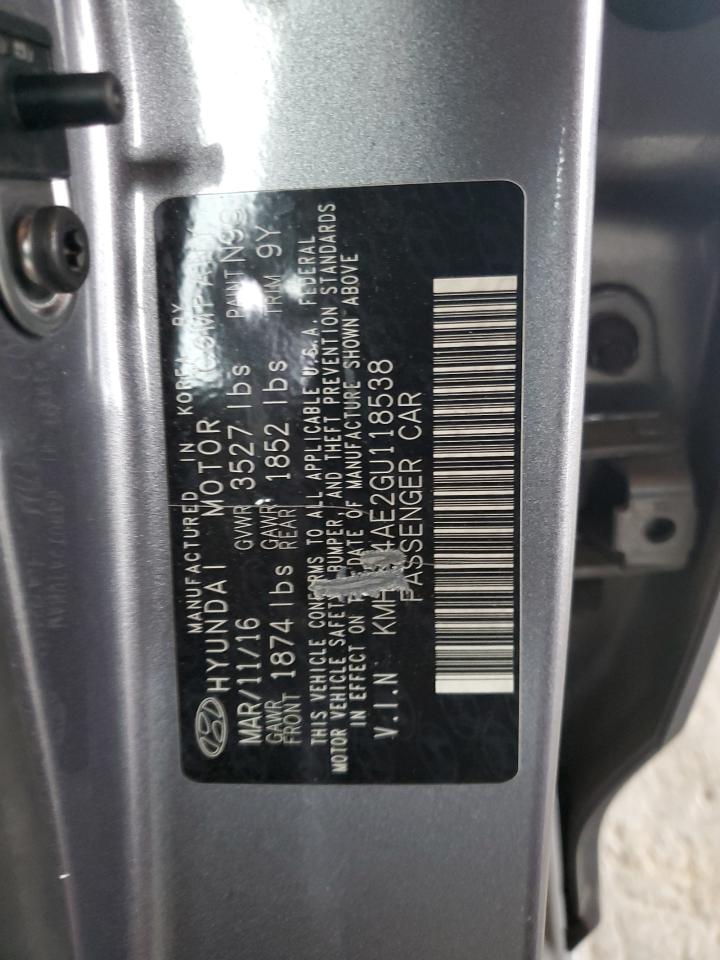 MANUFACTURED IN KOREA BY
HYUNDAI MOTOR COMPANY
MAR/11/16 GVWR 3527 lbs PAINT
GAWR FRONT 1874 lbs GAWR REAR 1852 lbs TRIM 9Y
THIS VEHICLE CONFORMS TO ALL APPLICABLE U.S.A. FEDERAL
MOTOR VEHICLE SAFETY, BUMPER, AND THEFT PREVENTION STANDARDS
IN EFFECT ON DATE OF MANUFACTURE SHOWN ABOVE
V.I.N
PASSENGER CAR